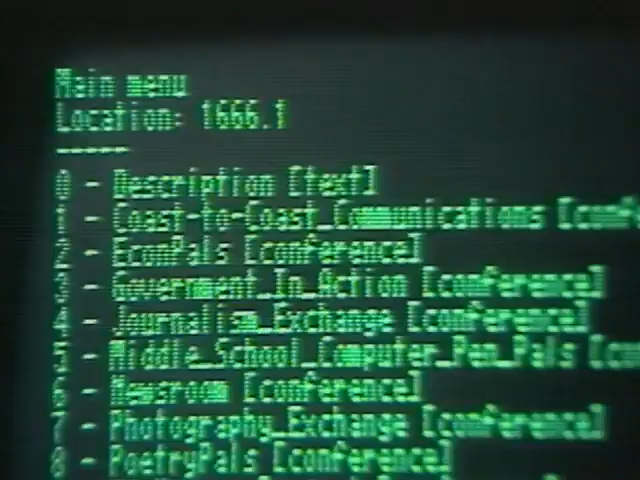 Main menu
Location: 1666.1
-----
0 - Description [text]
1 - Coast-to-Coast_Communications
2 - EconPals [conference]
3 - Government_In_Action [conference]
4 - Journalism_Exchange [conference]
5 - Middle_School_Computer_Pen_Pals
6 - Newsroom [conference]
7 - Photography_Exchange [conference]
8 - PoetryPals [conference]